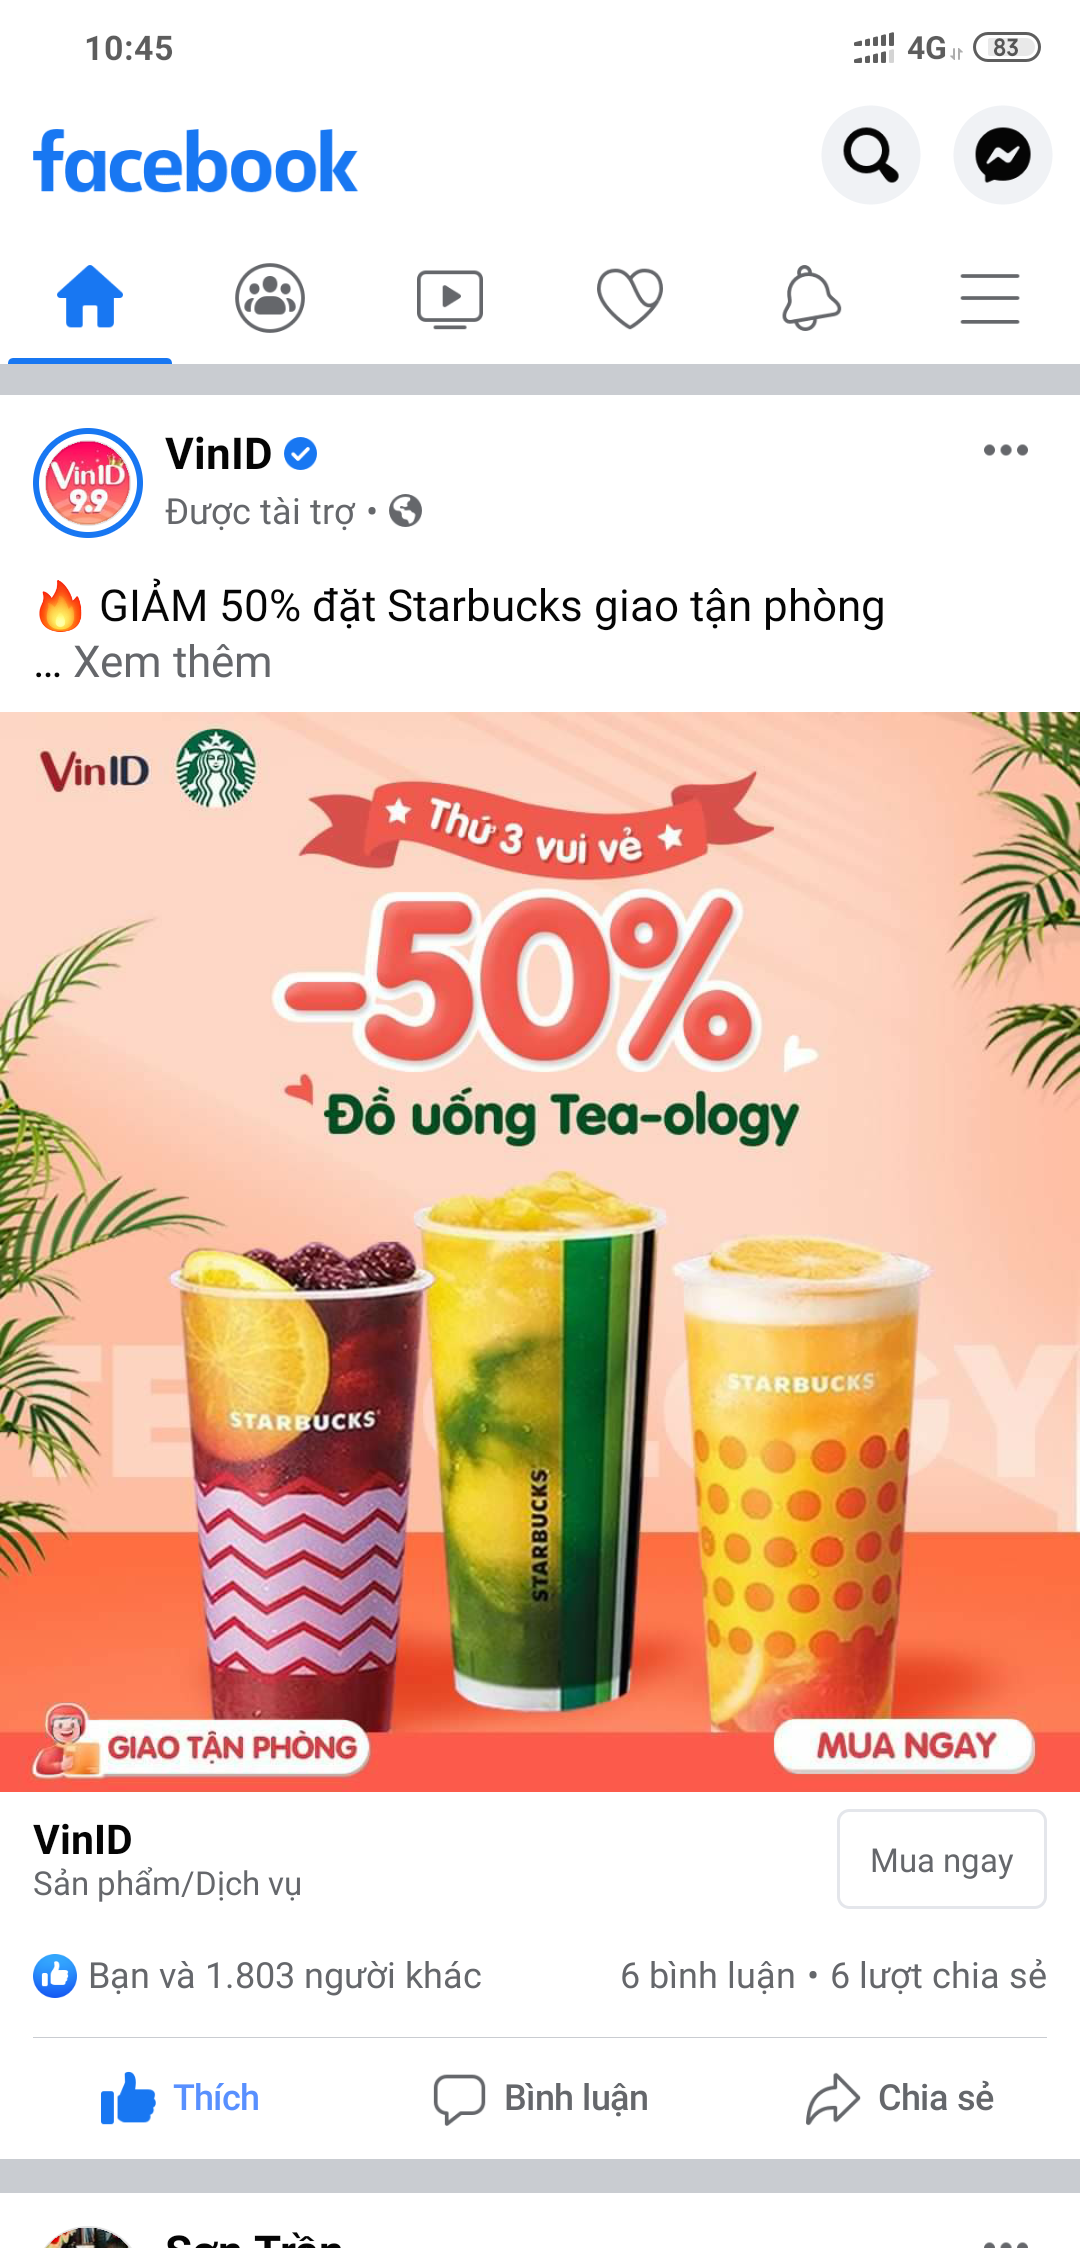 10:45
4G
83
facebook
VinID
9.9
VinID
Được tài trợ •
GIẢM 50% đặt Starbucks giao tận phòng
... Xem thêm
VinID
Thứ 3 vui vẻ
-50%
Đồ uống Tea-ology
STARBUCKS
STARBUCKS
STARBUCKS
GIAO TẬN PHÒNG
MUA NGAY
VinID
Sản phẩm/Dịch vụ
Mua ngay
Bạn và 1.803 người khác
6 bình luận • 6 lượt chia sẻ
Thích
Bình luận
Chia sẻ